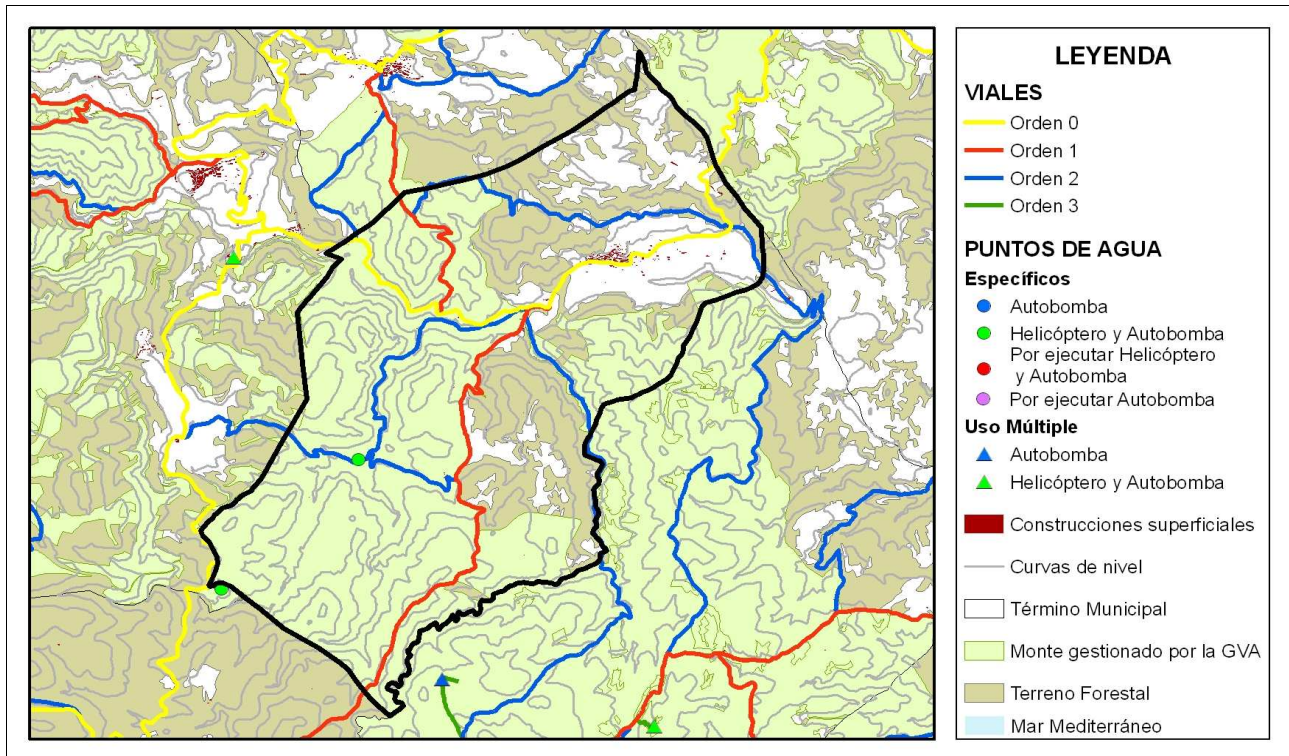 LEYENDA
VIALES
Orden 0
Orden 1
Orden 2
Orden 3
PUNTOS DE AGUA
Específicos
Autobomba
Helicóptero y Autobomba
Por ejecutar Helicóptero
y Autobomba
Por ejecutar Autobomba
Uso Múltiple
Autobomba
Helicóptero y Autobomba
Construcciones superficiales
Curvas de nivel
Término Municipal
Monte gestionado por la GVA
Terreno Forestal
Mar Mediterráneo